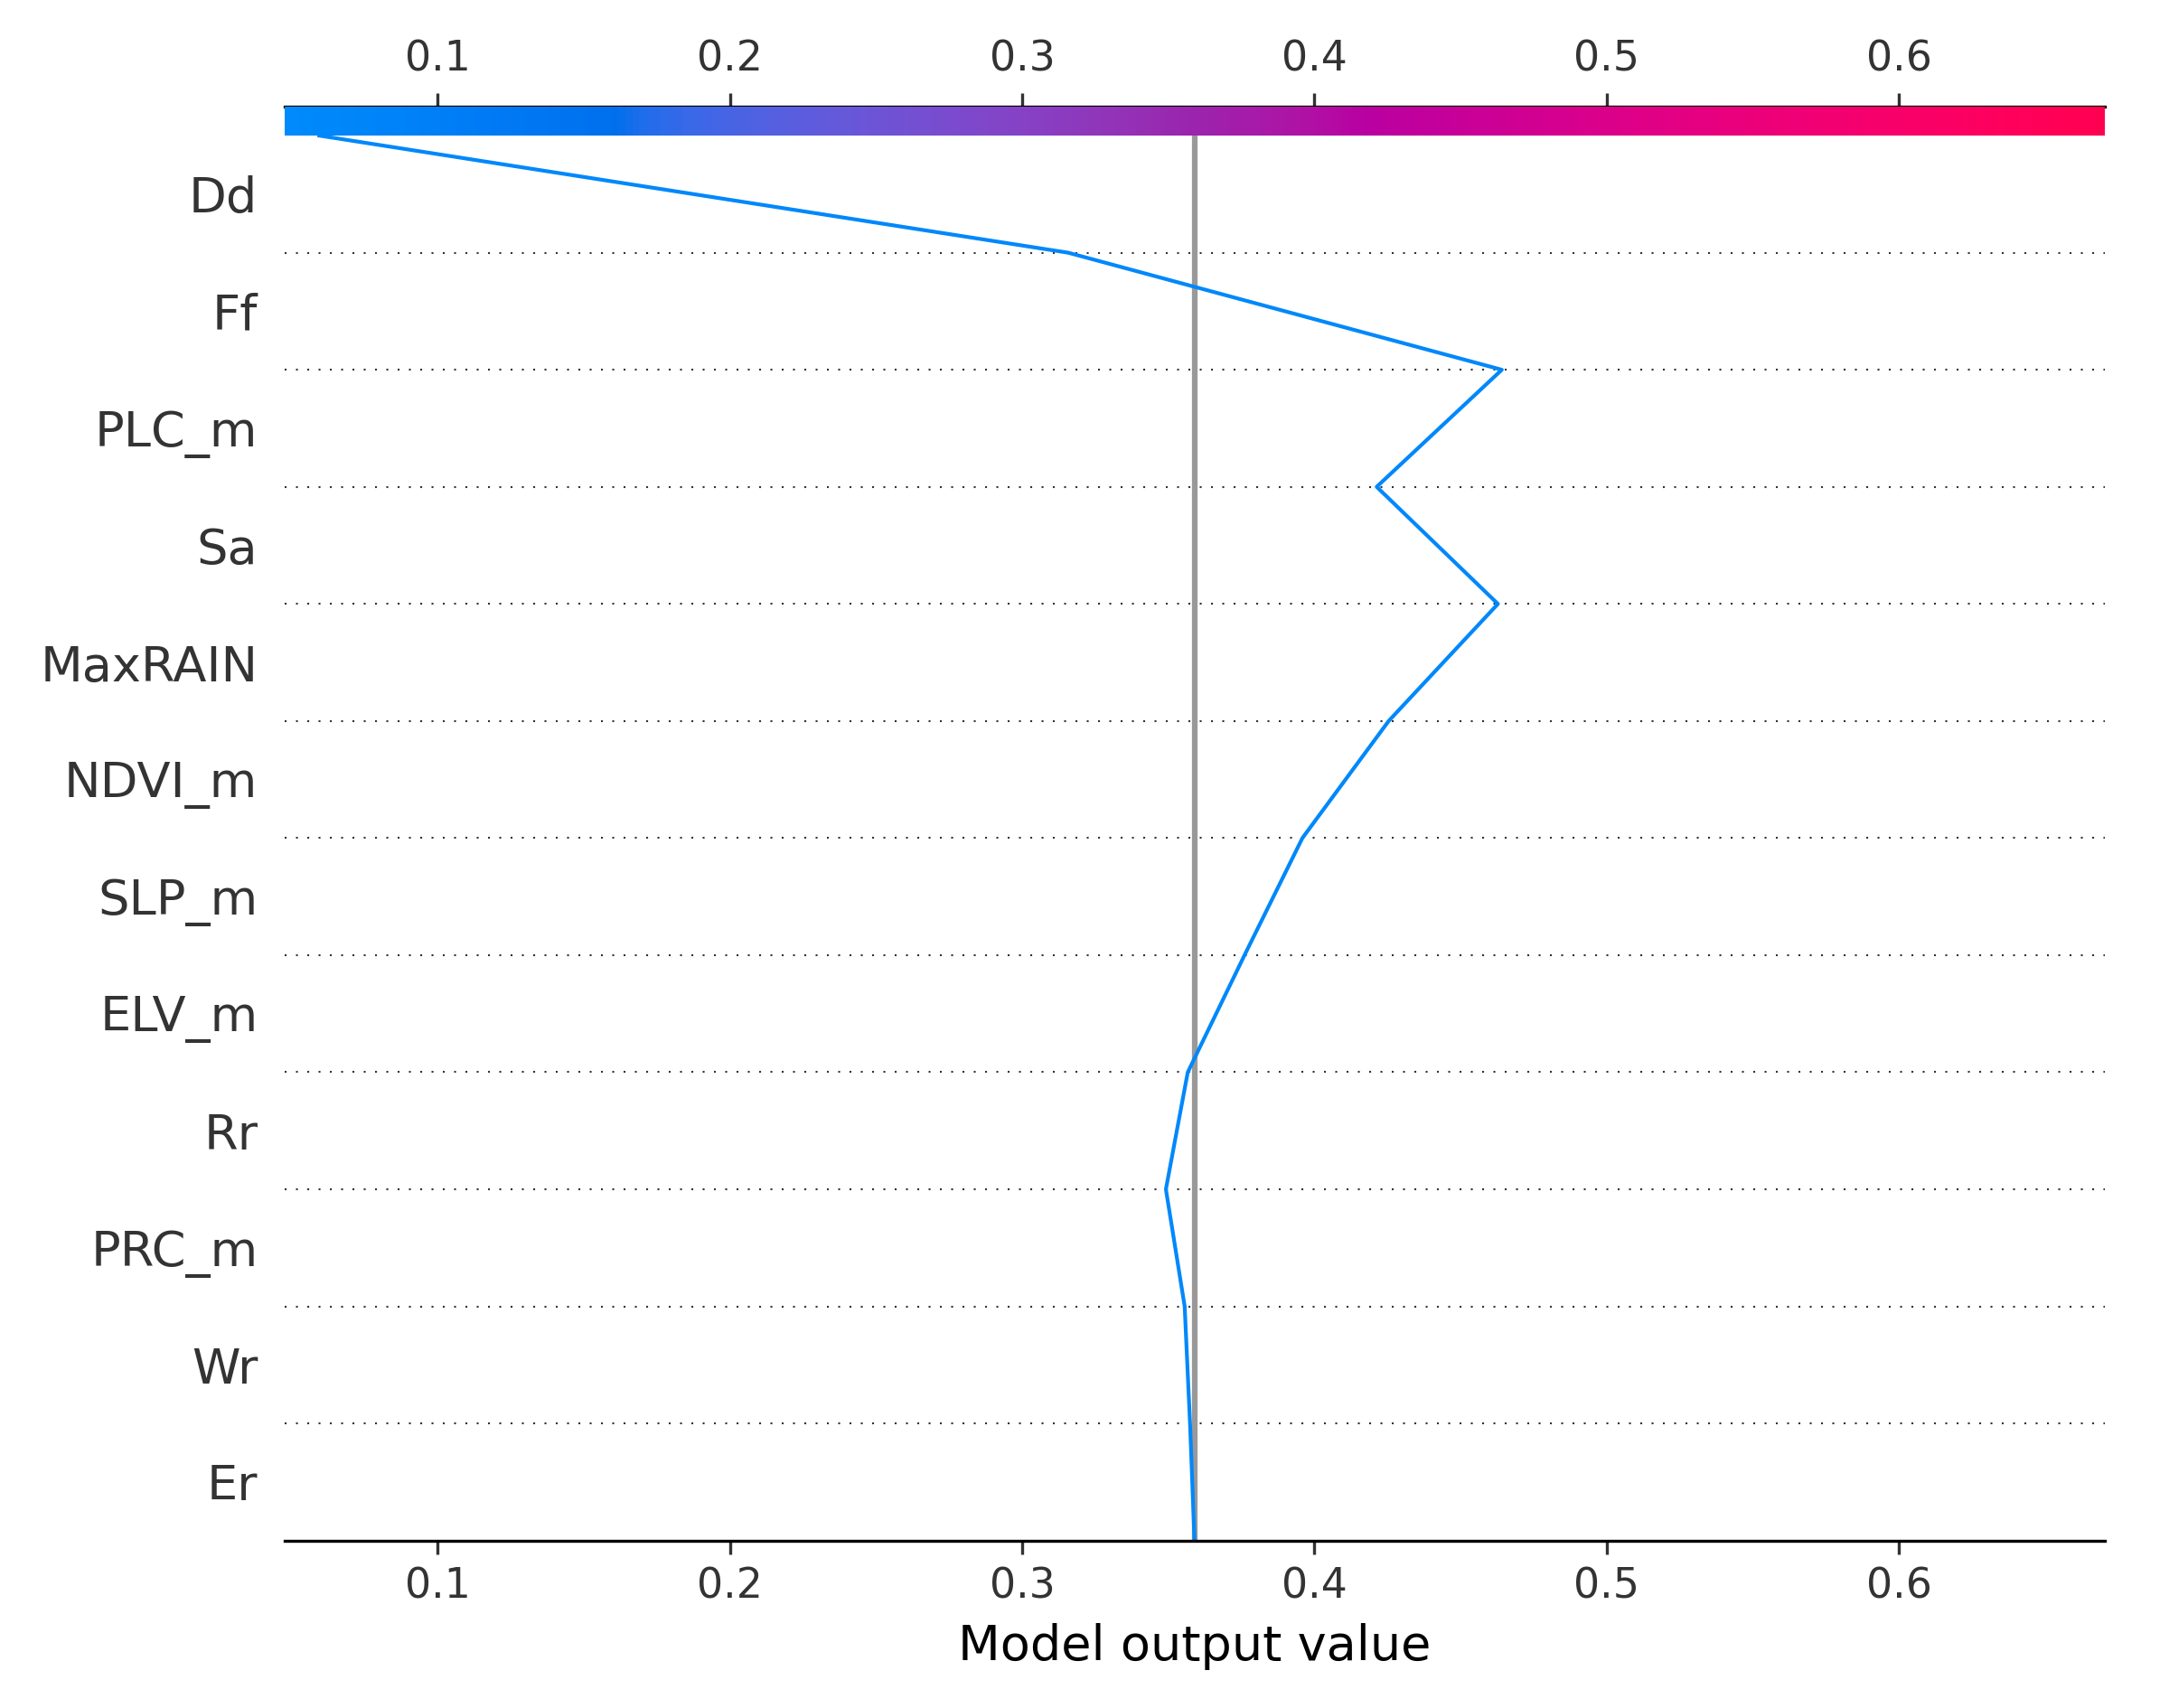 0.1 0.2 0.3 0.4 0.5 0.6
Dd
Ff
PLC_m
Sa
MaxRAIN
NDVI_m
SLP_m
ELV_m
Rr
PRC_m
Wr
Er
0.1 0.2 0.3 0.4 0.5 0.6
Model output value